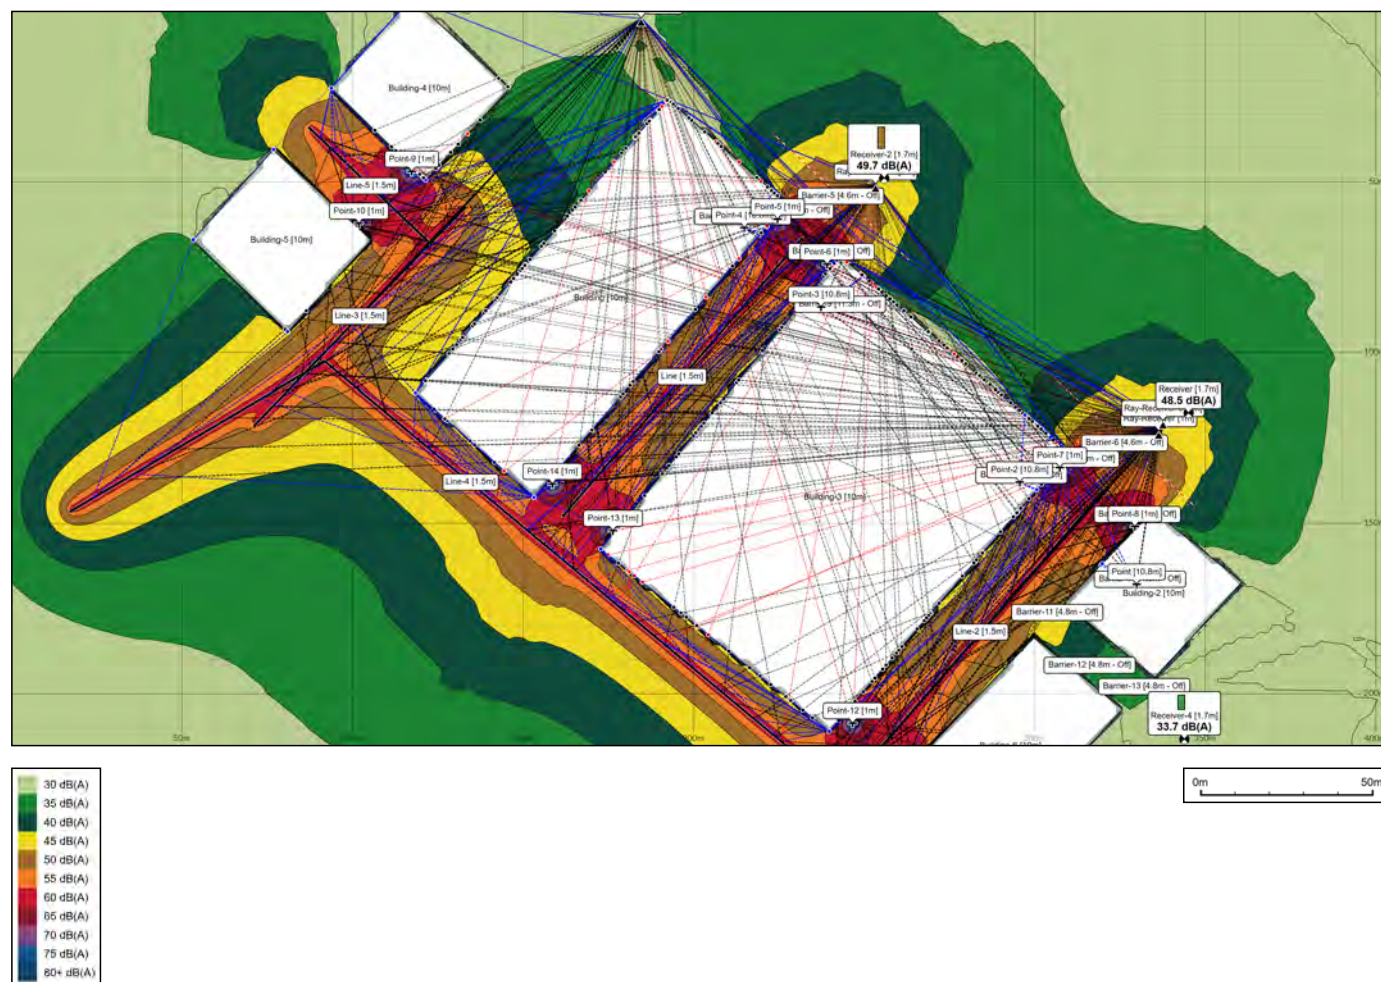 Building-4 [10m]
Point-9 [1m]
Line-5 [1.5m]
Point-10 [1m]
Building-5 [10m]
Line-3 [1.5m]
Receiver-2 [1.7m]
49.7 dB(A)
Barrier-5 [4.6m - Off]
Point-5 [1m]
Point-4
Point-6 [1m]
Off]
Point-3 [10.8m]
Building [10m]
Line [1.5m]
Receiver [1.7m]
48.5 dB(A)
Barrier-6 [4.6m - Off]
Point-7 [1m]
Point-2 [10.8m]
Point-14 [1m]
Line-4 [1.5m]
Building-3 [10m]
Point-13 [1m]
Point-8 [1m]
Off]
Point [10.8m]
Building-2 [10m]
Barrier-11 [4.8m - Off]
Line-2 [1.5m]
Barrier-12 [4.8m - Off]
Barrier-13 [4.8m - Off]
Point-12 [1m]
Receiver-4 [1.7m]
33.7 dB(A)
50m
30 dB(A)
35 dB(A)
40 dB(A)
45 dB(A)
50 dB(A)
55 dB(A)
60 dB(A)
65 dB(A)
70 dB(A)
75 dB(A)
80+ dB(A)
0m
50m